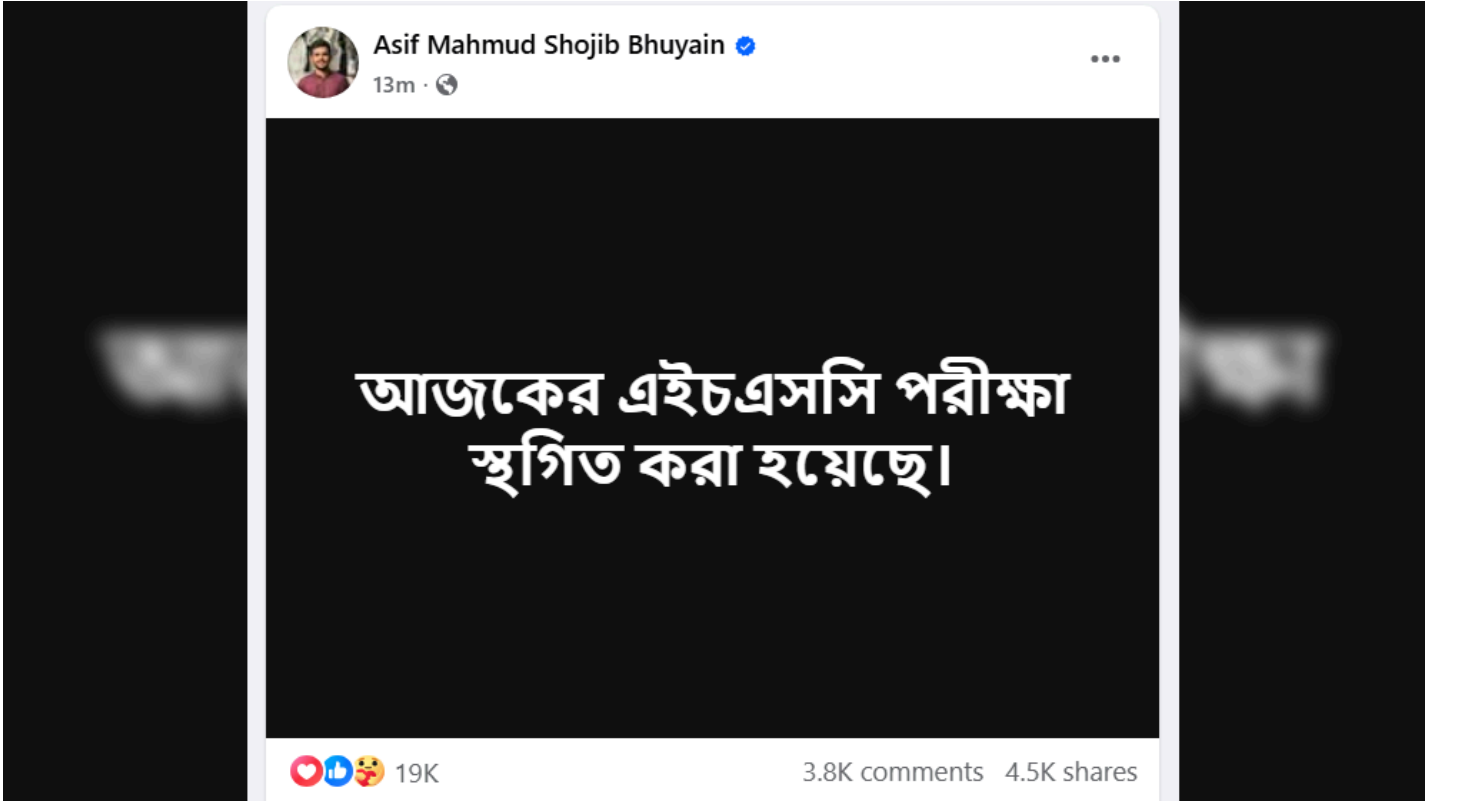 Asif Mahmud Shojib Bhuyain
13m ·
আজকের এইচএসসি পরীক্ষা
স্থগিত করা হয়েছে।
19K 3.8K comments 4.5K shares